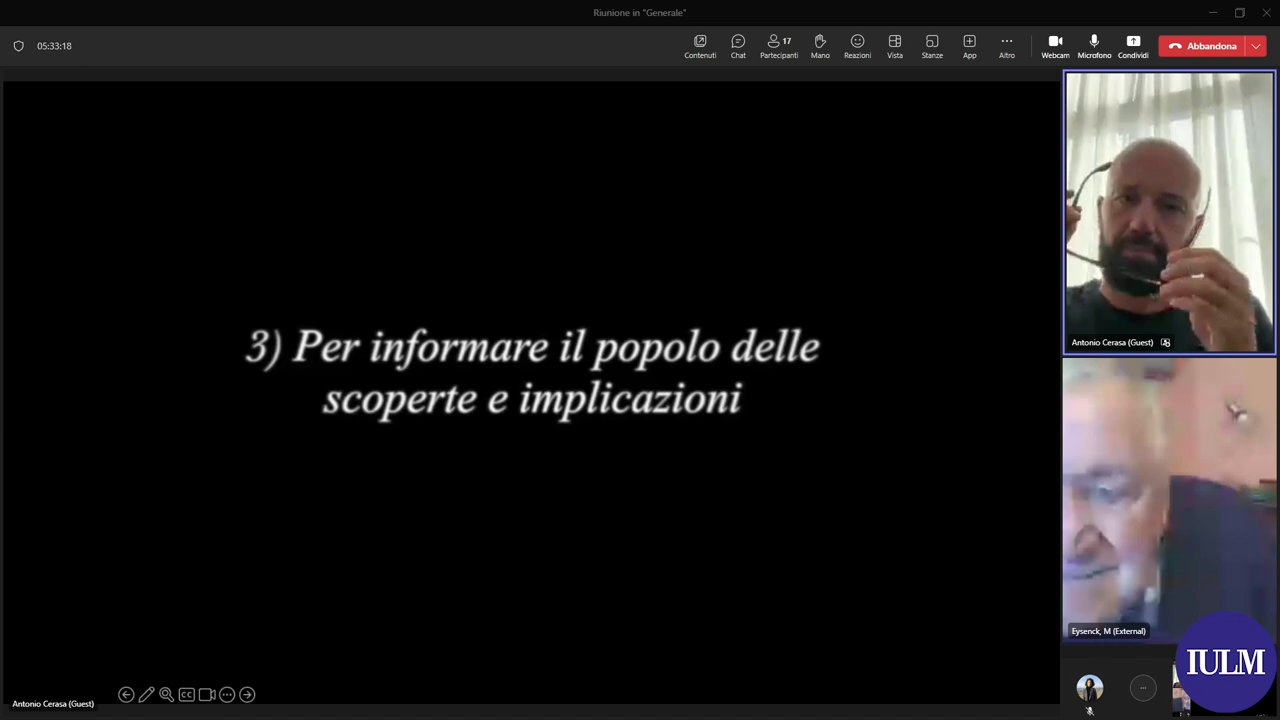 Riunione in "Generale"
05:33:18
Contenuti
Chat
17
Partecipanti
Mano
Reazioni
Vista
Stanze
App
Altro
Webcam
Microfono
Condividi
Abbandona
3) Per informare il popolo delle
scoperte e implicazioni
Antonio Cerasa (Guest)
Eysenck, M (External)
IULM
CC
Antonio Cerasa (Guest)